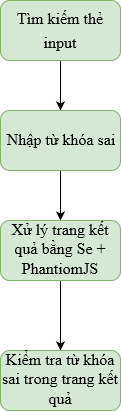 Tìm kiếm thẻ
input
Nhập từ khóa sai
Xử lý trang kết
quả bằng Se +
PhantiomJS
Kiểm tra từ khóa
sai trong trang kết
quả